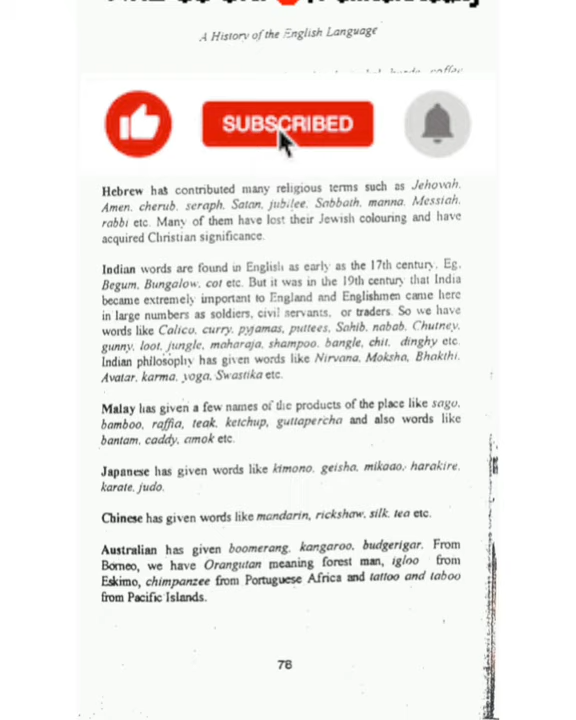 A History of the English Language
SUBSCRIBED
Hebrew has contributed many religious terms such as Jehovah,
Amen, cherub, seraph, Satan, jubilee, Sabbath, manna, Messiah,
rabbi etc. Many of them have lost their Jewish colouring and have
acquired Christian significance.
Indian words are found in English as early as the 17th century. Eg.
Begum, Bungalow, cot etc. But it was in the 19th century that India
became extremely important to England and Englishmen came here
in large numbers as soldiers, civil servants, or traders. So we have
words like Calico, curry, pyjamas, puttees, Sahib, nabab, Chutney,
gunny, loot, jungle, maharaja, shampoo, bangle, chit, dinghy etc
Indian philosophy has given words like Nirvana, Moksha, Bhakthi,
Avatar, karma, yoga, Swastika etc.
Malay has given a few names of the products of the place like sago,
bamboo, raffia, teak, ketchup, guttapercha and also words like
bantam, caddy, amok etc.
Japanese has given words like kimono, geisha, mikoao, harakire,
karate, judo.
Chinese has given words like mandarin, rickshaw, silk, tea etc.
Australian has given boomerang, kangaroo, budgerigar. From
Borneo, we have Orangutan meaning forest man, igloo from
Eskimo, chimpanzee from Portuguese Africa and tattoo and taboo
from Pacific Islands.
78